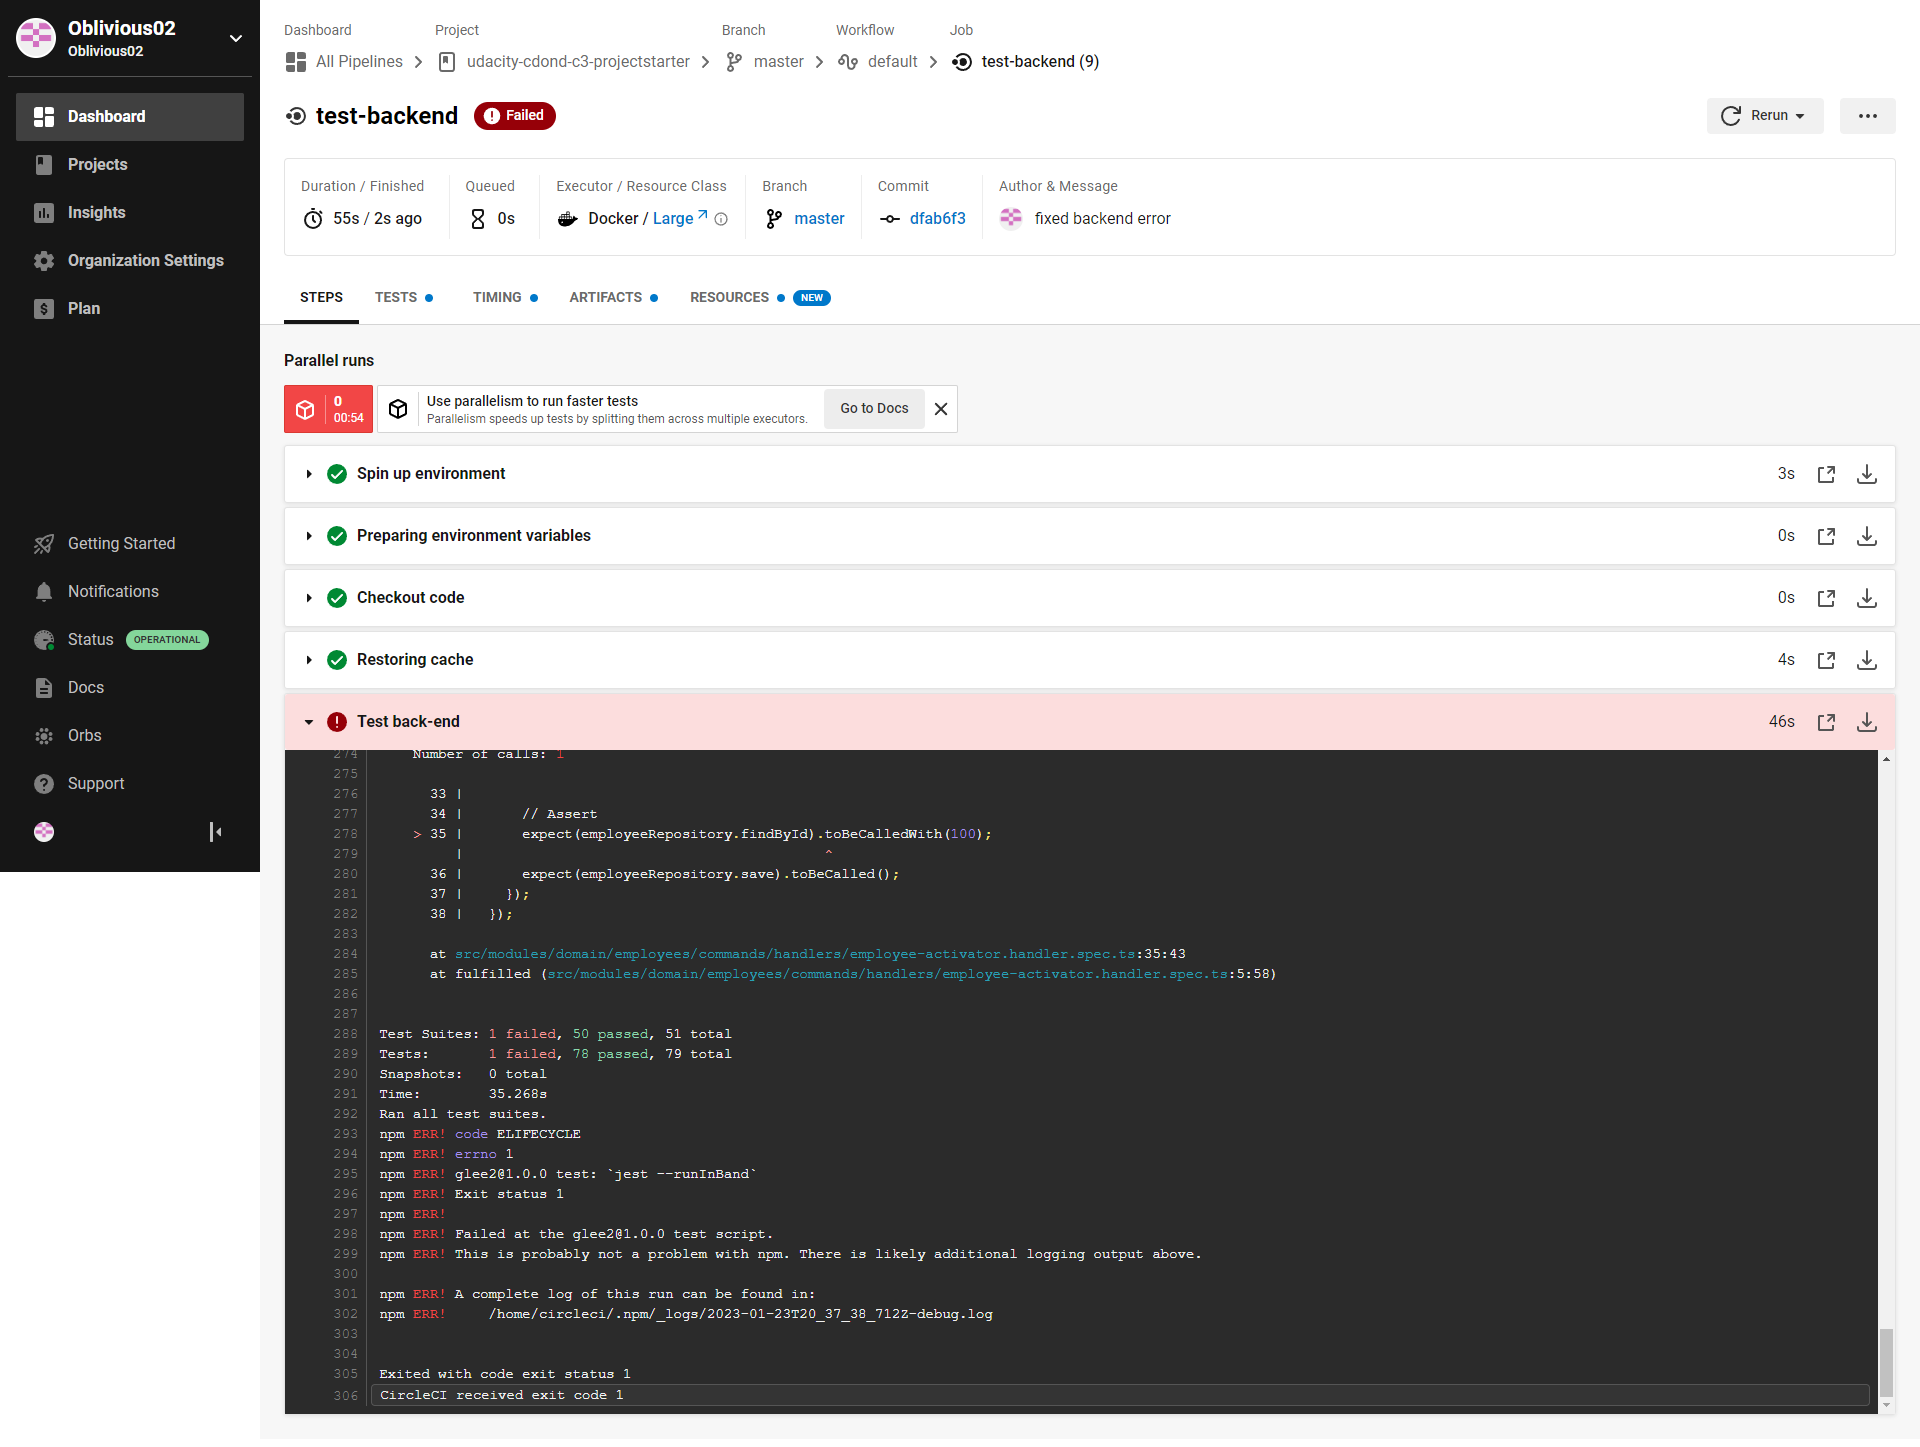 Oblivious02
Oblivious02
Dashboard
Projects
Insights
Organization Settings
Plan
Getting Started
Notifications
Status OPERATIONAL
Docs
Orbs
Support
Dashboard Project Branch Workflow Job
All Pipelines udacity-cdond-c3-projectstarter master default test-backend (9)
test-backend Failed
Rerun
Duration / Finished Queued Executor / Resource Class Branch Commit Author & Message
55s / 2s ago 0s Docker / Large master dfab6f3 fixed backend error
STEPS TESTS TIMING ARTIFACTS RESOURCES NEW
Parallel runs
0
00:54
Use parallelism to run faster tests
Parallelism speeds up tests by splitting them across multiple executors.
Go to Docs
Spin up environment 3s
Preparing environment variables 0s
Checkout code 0s
Restoring cache 4s
Test back-end 46s
274 Number of calls: 1
275
276 33 |
277 34 | // Assert
278 > 35 | expect(employeeRepository.findById).toBeCalledWith(100);
279 | ^
280 36 | expect(employeeRepository.save).toBeCalled();
281 37 | });
282 38 | });
283
284 at src/modules/domain/employees/commands/handlers/employee-activator.handler.spec.ts:35:43
285 at fulfilled (src/modules/domain/employees/commands/handlers/employee-activator.handler.spec.ts:5:58)
286
287
288 Test Suites: 1 failed, 50 passed, 51 total
289 Tests: 1 failed, 78 passed, 79 total
290 Snapshots: 0 total
291 Time: 35.268s
292 Ran all test suites.
293 npm ERR! code ELIFECYCLE
294 npm ERR! errno 1
295 npm ERR! glee2@1.0.0 test: `jest --runInBand`
296 npm ERR! Exit status 1
297 npm ERR!
298 npm ERR! Failed at the glee2@1.0.0 test script.
299 npm ERR! This is probably not a problem with npm. There is likely additional logging output above.
300
301 npm ERR! A complete log of this run can be found in:
302 npm ERR! /home/circleci/.npm/_logs/2023-01-23T20_37_38_712Z-debug.log
303
304
305 Exited with code exit status 1
306 CircleCI received exit code 1